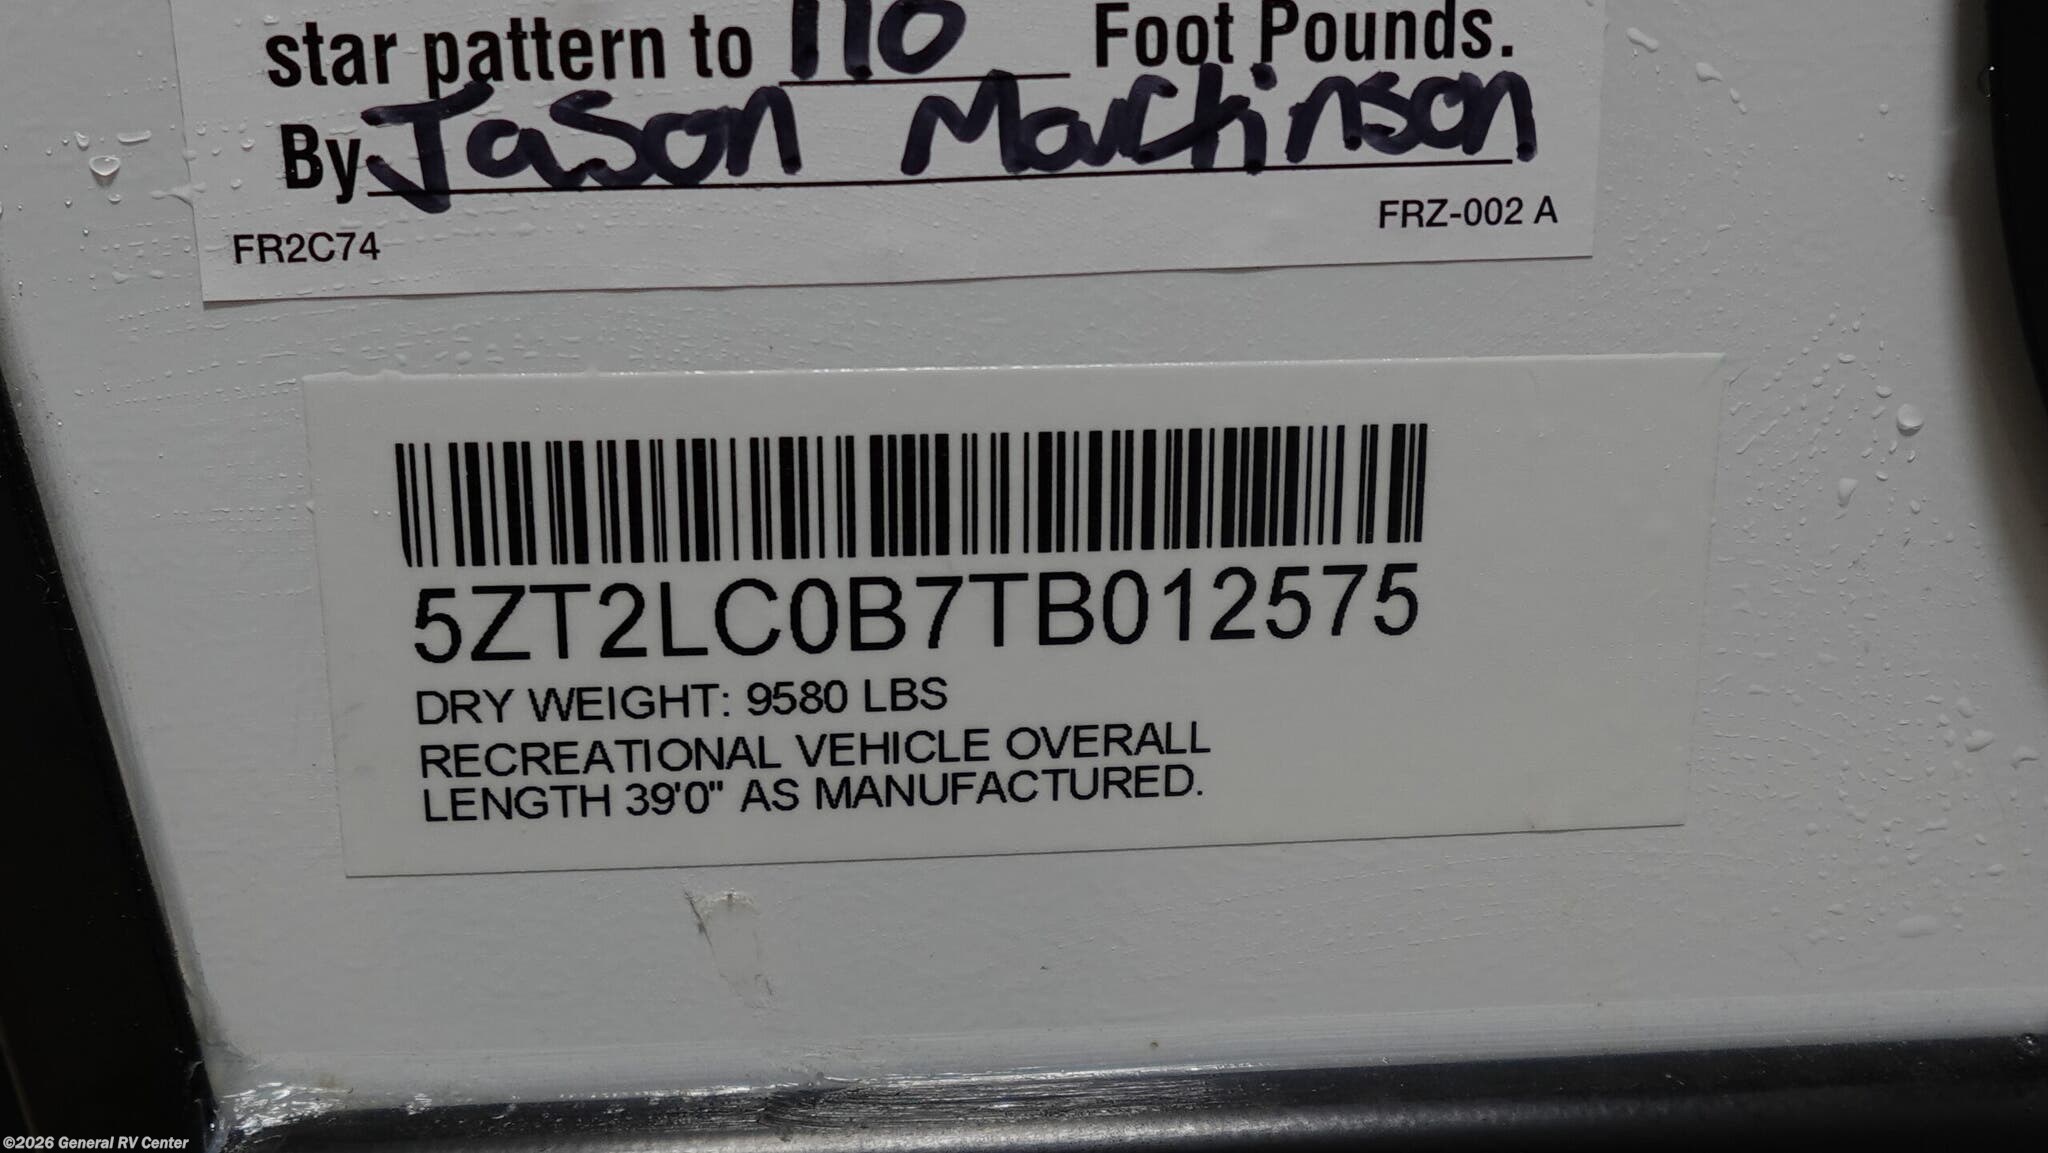 star pattern to 110 Foot Pounds.
By Jason Martinson
FR2C74
FRZ-002 A
5ZT2LC0B7TB012575
DRY WEIGHT: 9580 LBS
RECREATIONAL VEHICLE OVERALL
LENGTH 39'0" AS MANUFACTURED.
©2026 General RV Center